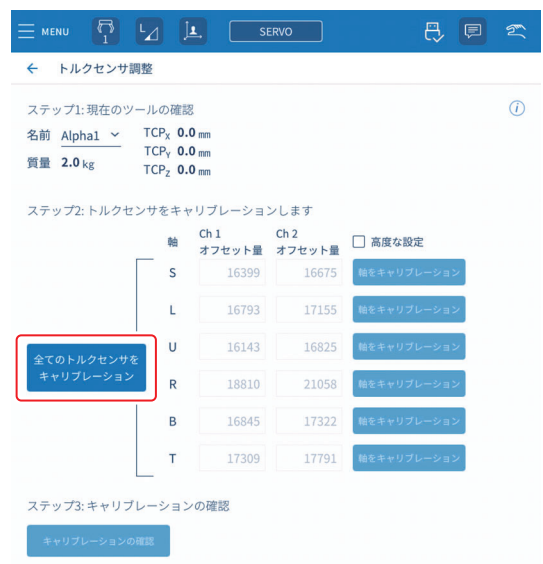 MENU 1 SERVO
← トルクセンサ調整
ステップ1: 現在のツールの確認
名前 Alpha1 TCPX 0.0 mm
TCPY 0.0 mm
質量 2.0 kg
TCPZ 0.0 mm
ステップ2: トルクセンサをキャリブレーションします
軸 Ch 1 オフセット量 Ch 2 オフセット量 高度な設定
S 16399 16675 軸をキャリブレーション
L 16793 17155 軸をキャリブレーション
U 16143 16825 軸をキャリブレーション
全てのトルクセンサを
キャリブレーション
R 18810 21058 軸をキャリブレーション
B 16845 17322 軸をキャリブレーション
T 17309 17791 軸をキャリブレーション
ステップ3: キャリブレーションの確認
キャリブレーションの確認